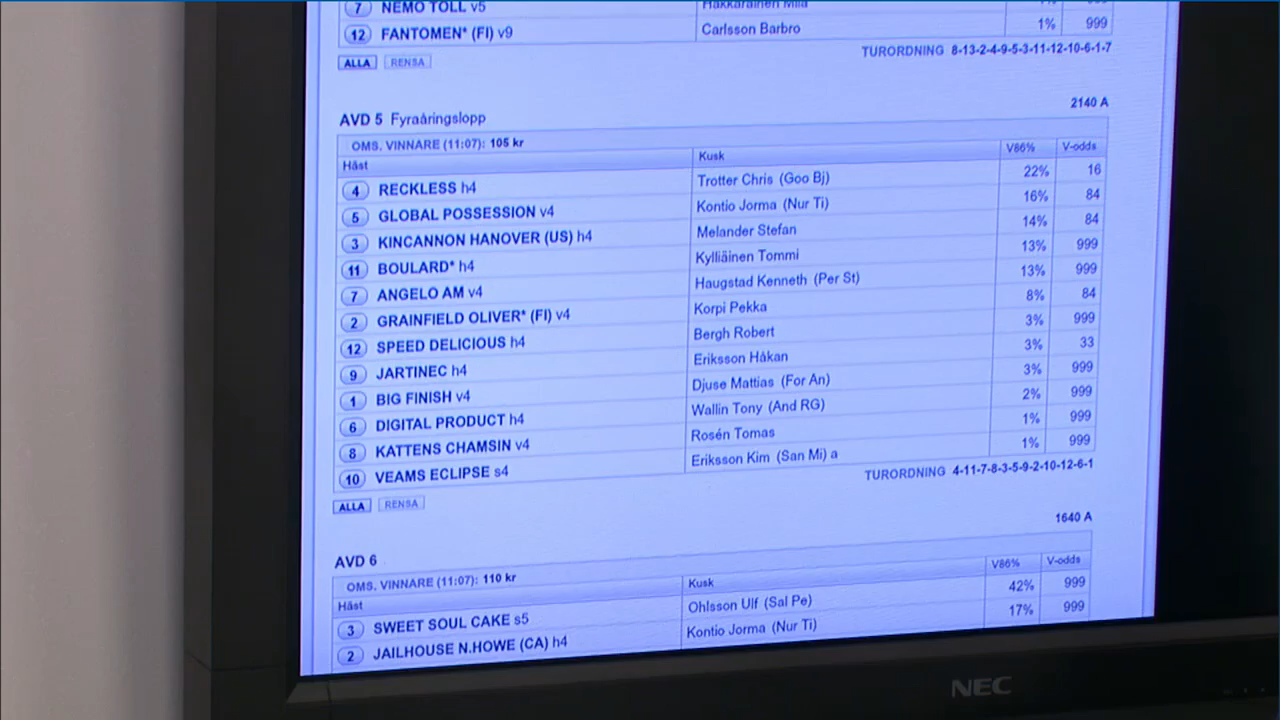 7 NEMO TOLL v5 Hakkarainen Mila
12 FANTOMEN* (FI) v9 Carlsson Barbro 1% 999
ALLA RENSA TURORDNING 8-13-2-4-9-5-3-11-12-10-6-1-7
AVD 5 Fyraåringslopp 2140 A
OMS. VINNARE (11:07): 105 kr
Häst Kusk V86% V-odds
4 RECKLESS h4 Trotter Chris (Goo Bj) 22% 16
5 GLOBAL POSSESSION v4 Kontio Jorma (Nur Ti) 16% 84
3 KINCANNON HANOVER (US) h4 Melander Stefan 14% 84
11 BOULARD* h4 Kylliäinen Tommi 13% 999
7 ANGELO AM v4 Haugstad Kenneth (Per St) 13% 999
2 GRAINFIELD OLIVER* (FI) v4 Korpi Pekka 8% 84
12 SPEED DELICIOUS h4 Bergh Robert 3% 999
9 JARTINEC h4 Eriksson Håkan 3% 33
1 BIG FINISH v4 Djuse Mattias (For An) 3% 999
6 DIGITAL PRODUCT h4 Wallin Tony (And RG) 2% 999
8 KATTENS CHAMSIN v4 Rosén Tomas 1% 999
10 VEAMS ECLIPSE s4 Eriksson Kim (San Mi) a 1% 999
ALLA RENSA TURORDNING 4-11-7-8-3-5-9-2-10-12-6-1
AVD 6 1640 A
OMS. VINNARE (11:07): 110 kr
Häst Kusk V86% V-odds
3 SWEET SOUL CAKE s5 Ohlsson Ulf (Sal Pe) 42% 999
2 JAILHOUSE N.HOWE (CA) h4 Kontio Jorma (Nur Ti) 17% 999
NEC